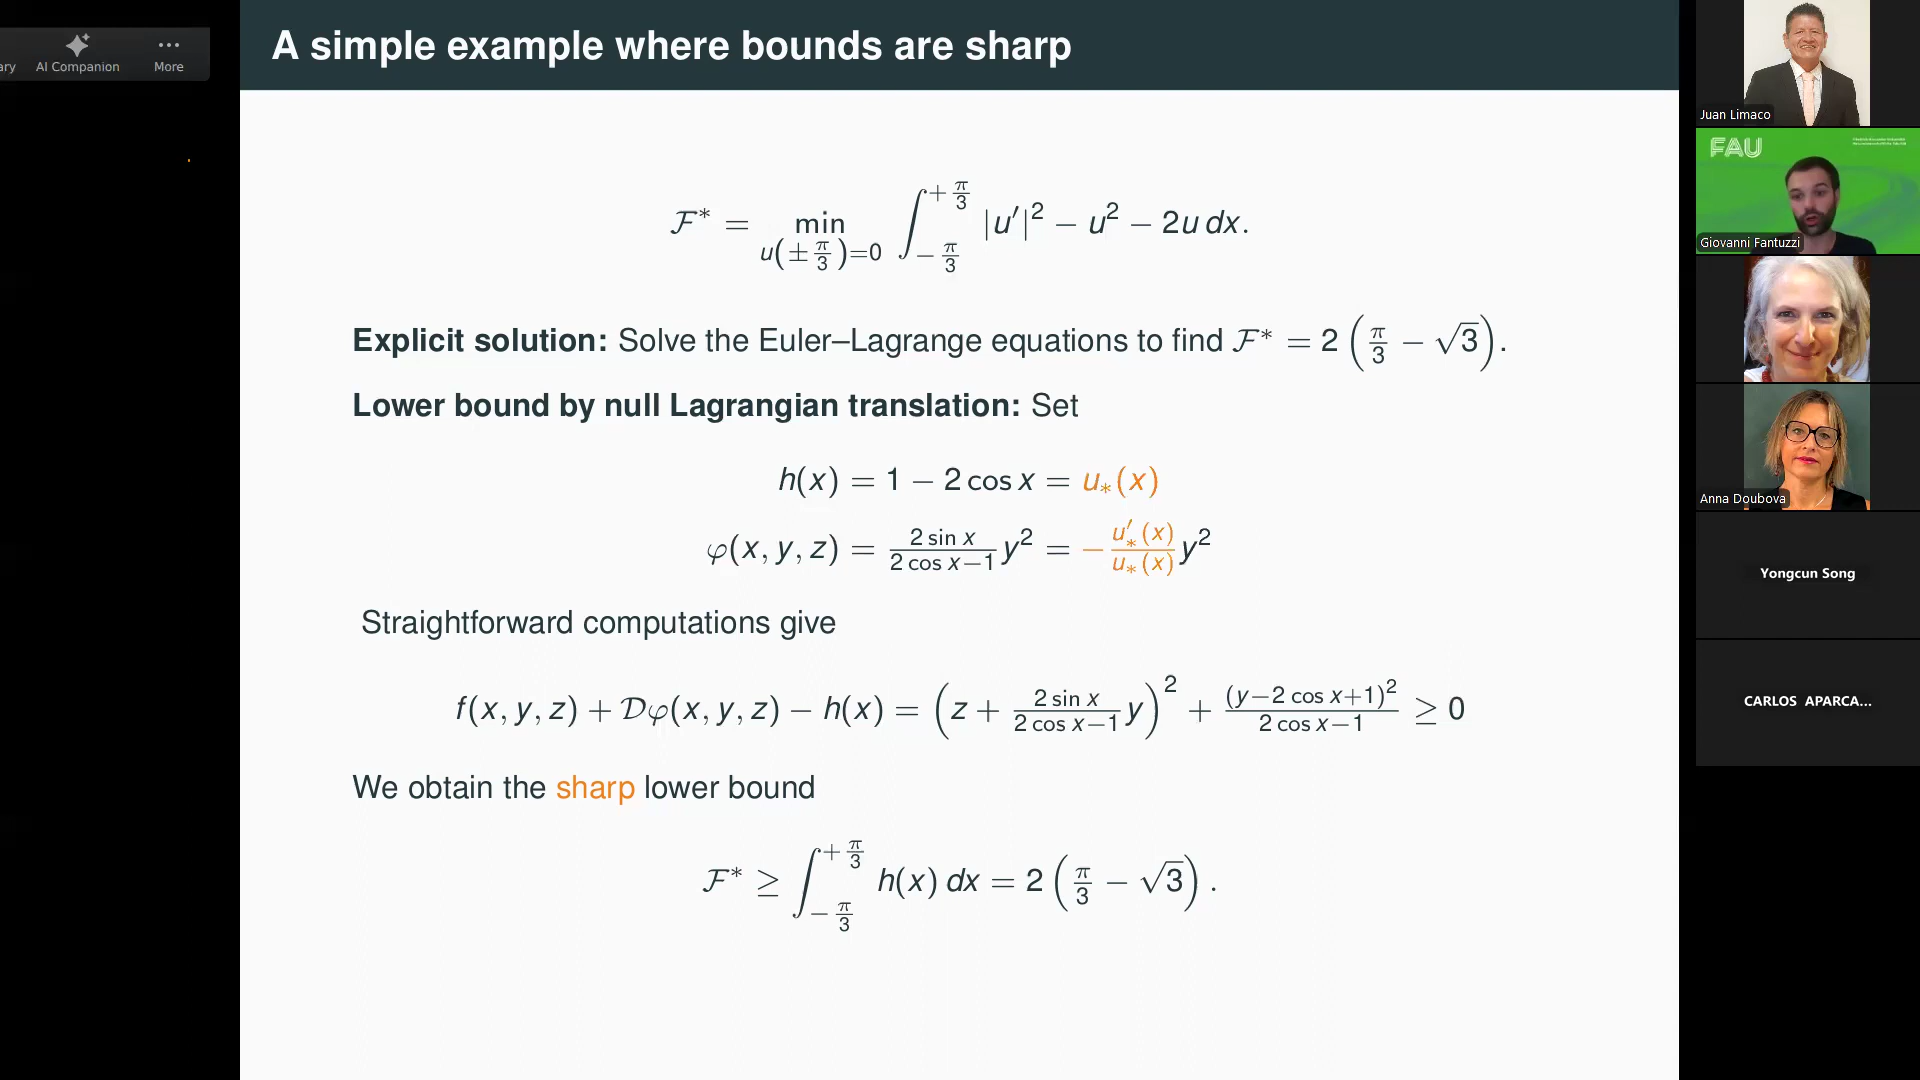 ary AI Companion More
A simple example where bounds are sharp
ℱ* = min_{u(±π/3)=0} ∫_{−π/3}^{+π/3} |u′|² − u² − 2u dx.
Explicit solution: Solve the Euler–Lagrange equations to find ℱ* = 2(π/3 − √3).
Lower bound by null Lagrangian translation: Set
h(x) = 1 − 2 cos x = u_*(x)
φ(x, y, z) = (2 sin x)/(2 cos x−1) y² = − u′_*(x)/u_*(x) y²
Straightforward computations give
f(x, y, z) + 𝒟φ(x, y, z) − h(x) = (z + (2 sin x)/(2 cos x−1) y)² + (y−2 cos x+1)²/(2 cos x−1) ≥ 0
We obtain the sharp lower bound
ℱ* ≥ ∫_{−π/3}^{+π/3} h(x) dx = 2(π/3 − √3).
Juan Limaco
FAU
Giovanni Fantuzzi
Anna Doubova
Yongcun Song
CARLOS APARCA...